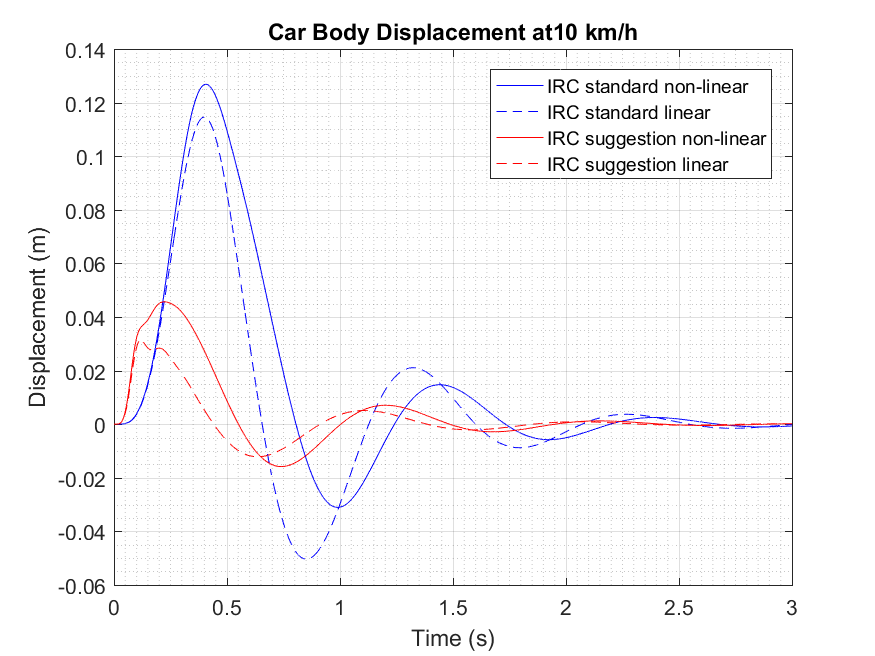 Car Body Displacement at10 km/h
0.14
0.12
0.1
0.08
0.06
0.04
0.02
0
-0.02
-0.04
-0.06
Displacement (m)
IRC standard non-linear
IRC standard linear
IRC suggestion non-linear
IRC suggestion linear
0 0.5 1 1.5 2 2.5 3
Time (s)